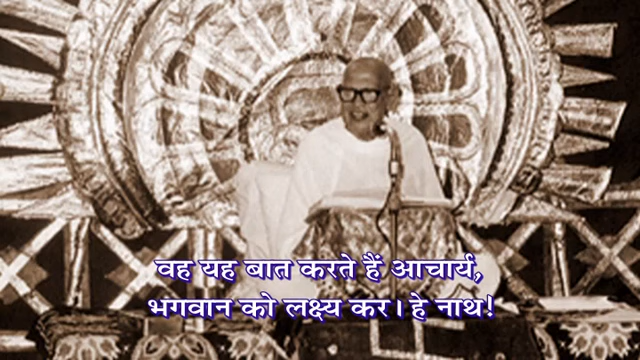 वह यह बात करते हैं आचार्य,
भगवान को लक्ष्य कर। हे नाथ!